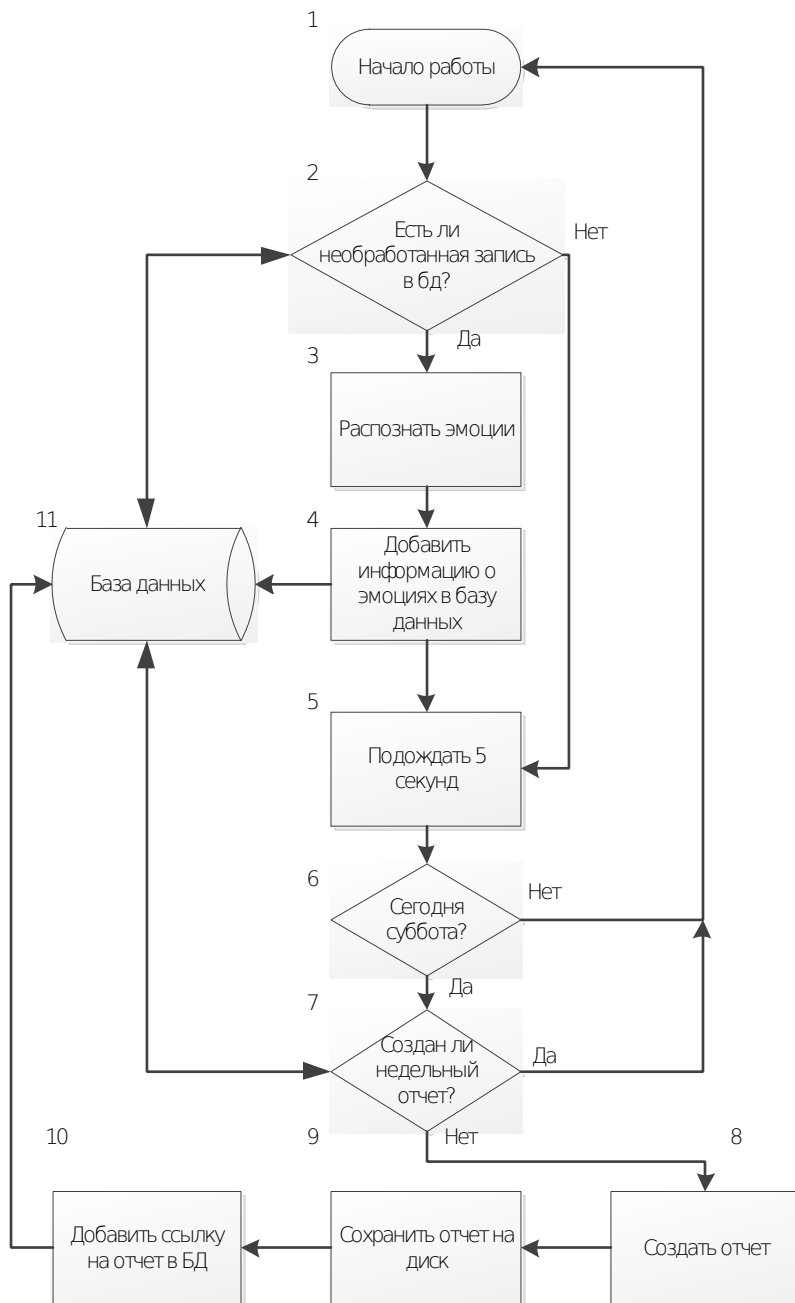 1
Начало работы
2
Есть ли
необработанная запись
в бд?
Нет
Да
3
Распознать эмоции
11
База данных
4
Добавить
информацию о
эмоциях в базу
данных
5
Подождать 5
секунд
6
Сегодня
суббота?
Нет
Да
7
Создан ли
недельный
отчет?
Да
Нет
10
9
8
Добавить ссылку
на отчет в БД
Сохранить отчет на
диск
Создать отчет